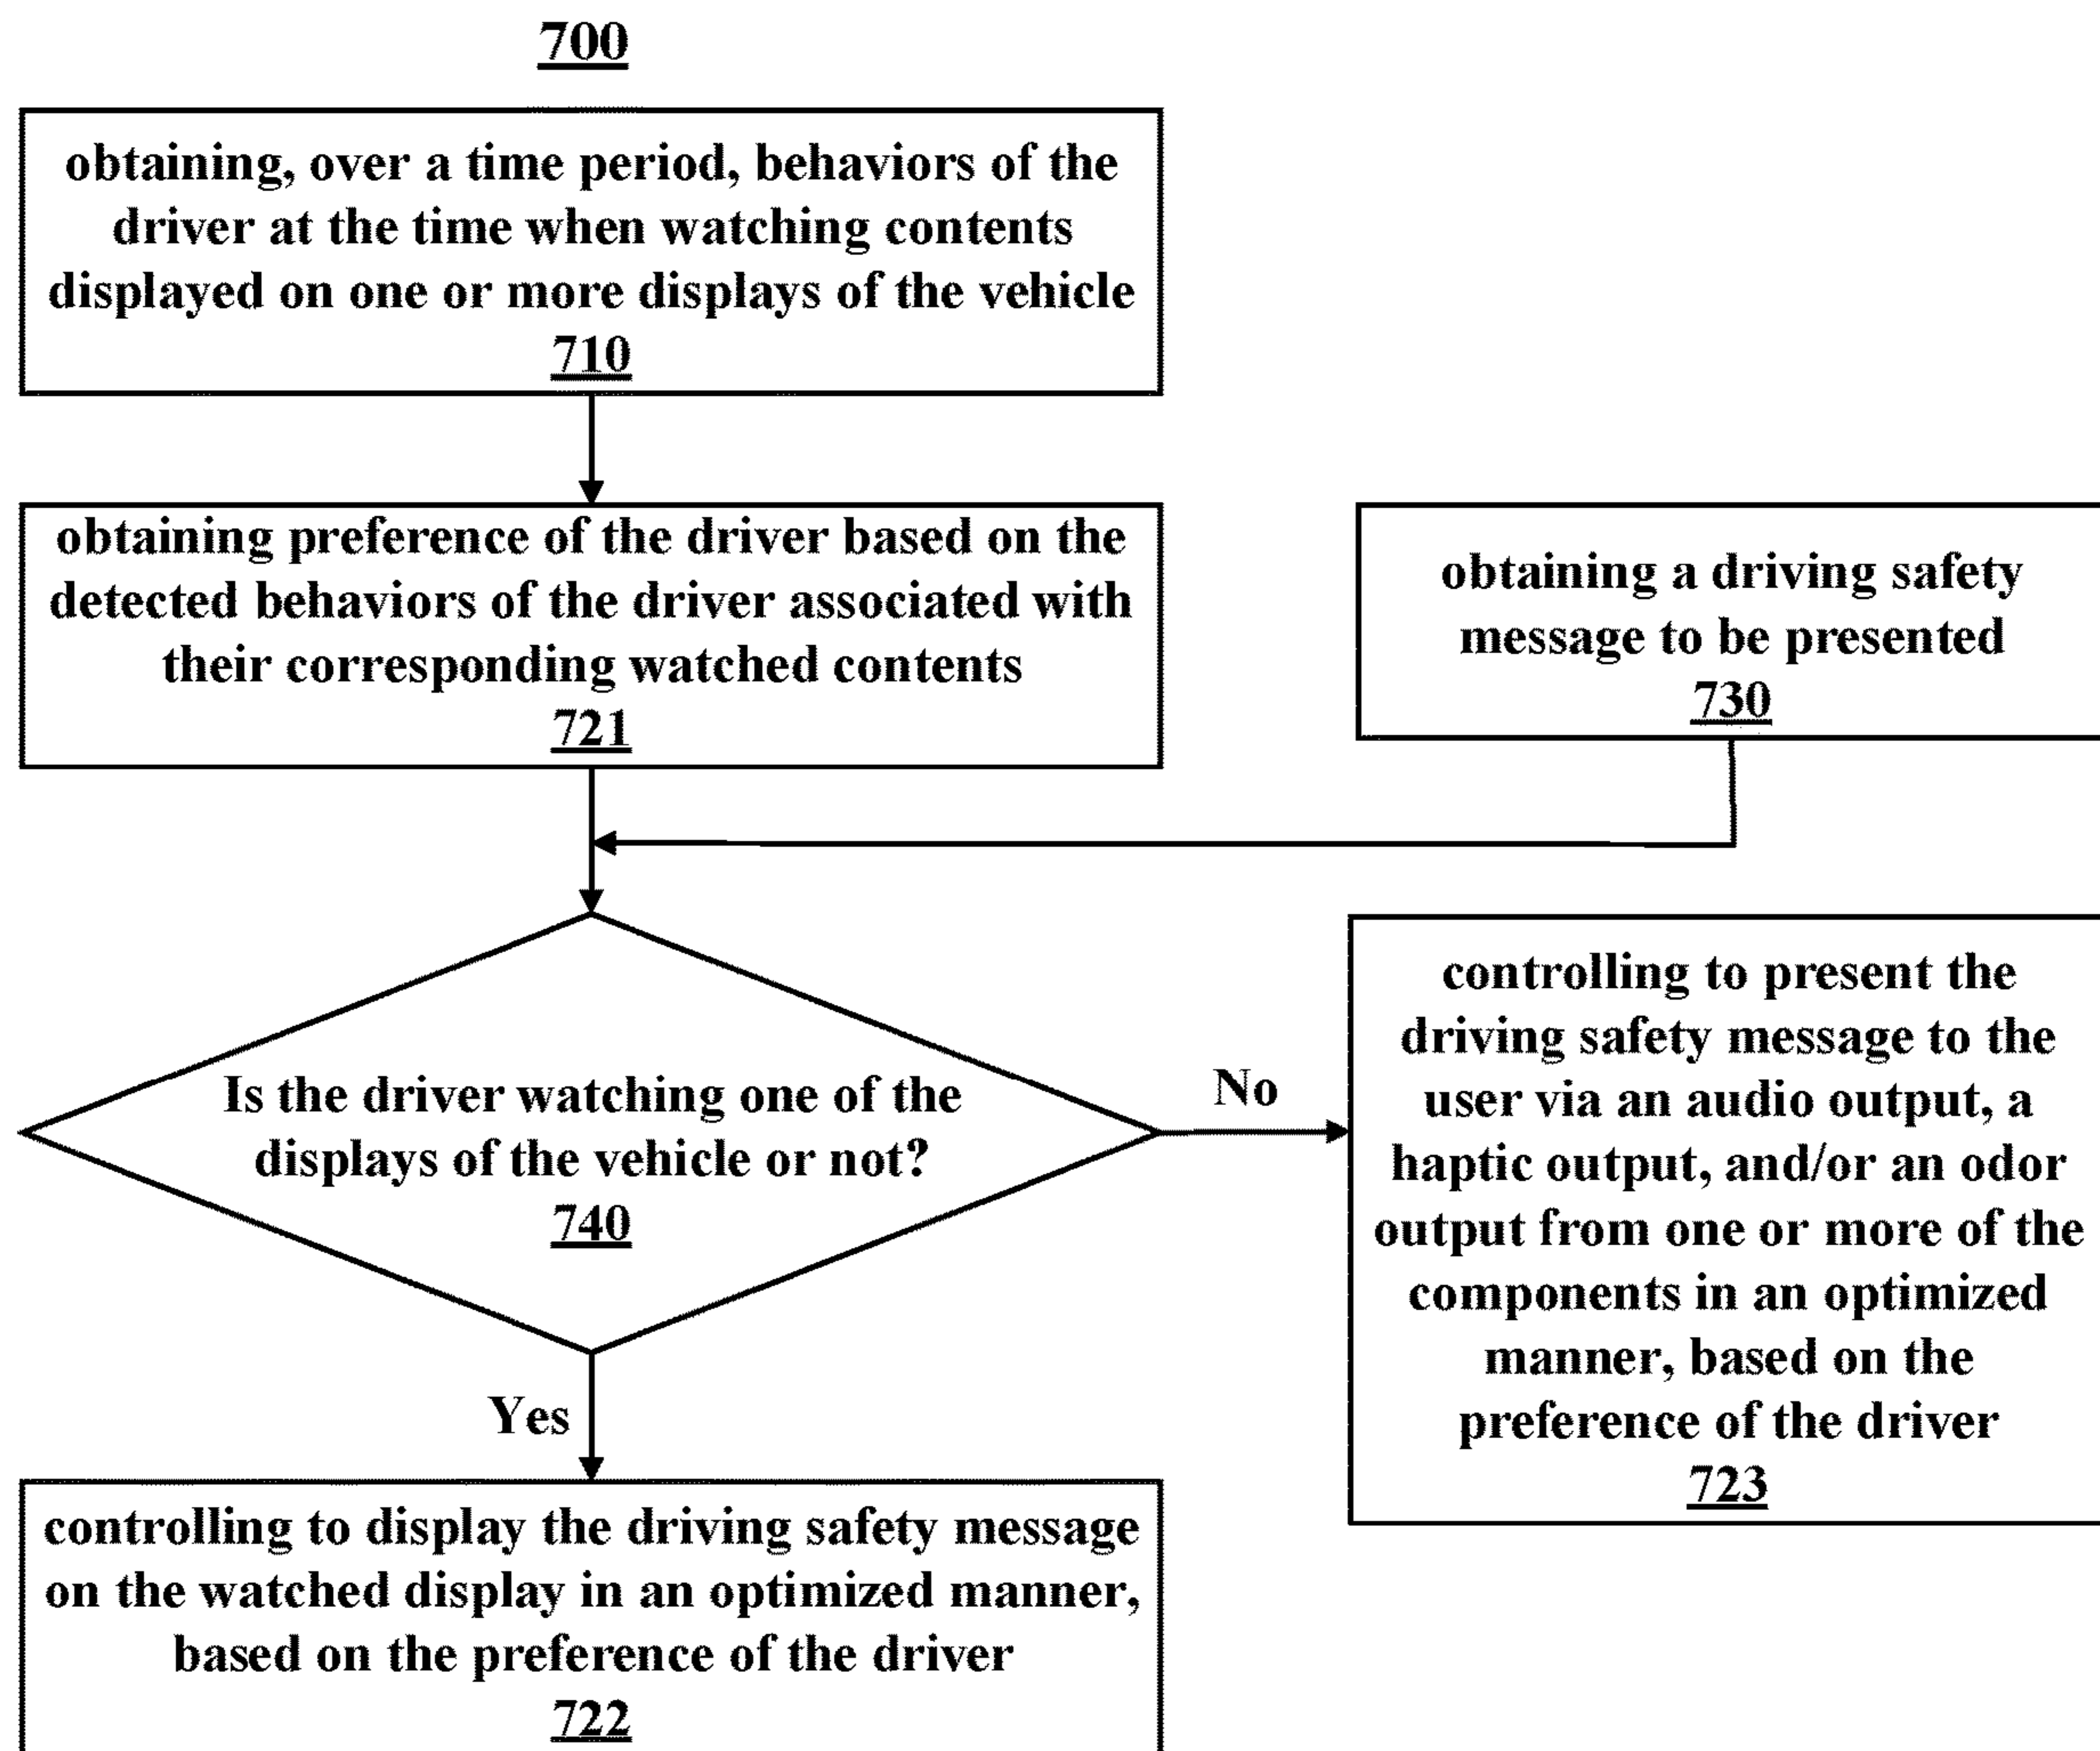 700
obtaining, over a time period, behaviors of the
driver at the time when watching contents
displayed on one or more displays of the vehicle
710
obtaining preference of the driver based on the
detected behaviors of the driver associated with
their corresponding watched contents
721
obtaining a driving safety
message to be presented
730
Is the driver watching one of the
displays of the vehicle or not?
740
No
controlling to present the
driving safety message to the
user via an audio output, a
haptic output, and/or an odor
output from one or more of the
components in an optimized
manner, based on the
preference of the driver
723
Yes
controlling to display the driving safety message
on the watched display in an optimized manner,
based on the preference of the driver
722